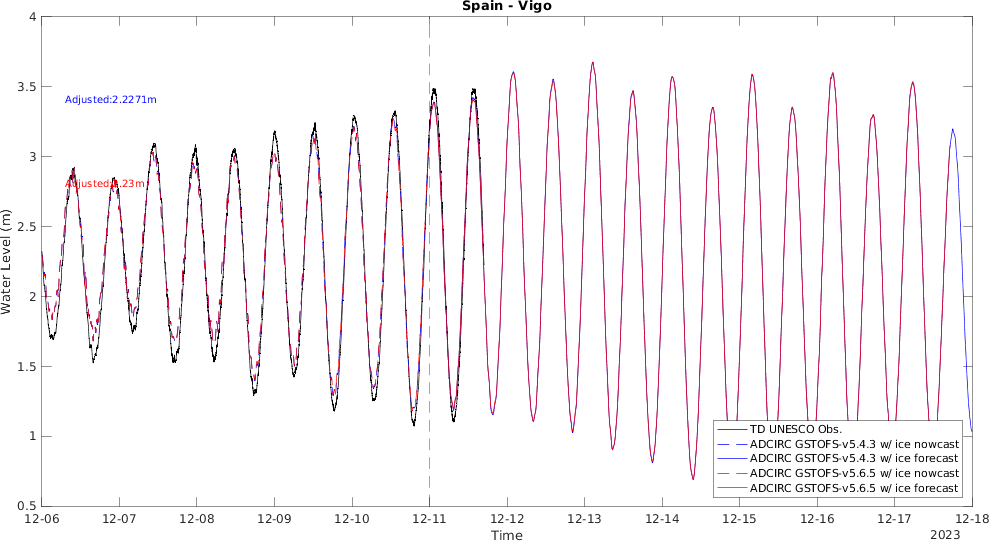 Spain - Vigo
Adjusted:2.2271m
Water Level (m)
4
3.5
3
2.5
2
1.5
1
0.5
12-06 12-07 12-08 12-09 12-10 12-11 12-12 12-13 12-14 12-15 12-16 12-17 12-18
Time
2023
TD UNESCO Obs.
ADCIRC GSTOFS-v5.4.3 w/ ice nowcast
ADCIRC GSTOFS-v5.4.3 w/ ice forecast
ADCIRC GSTOFS-v5.6.5 w/ ice nowcast
ADCIRC GSTOFS-v5.6.5 w/ ice forecast